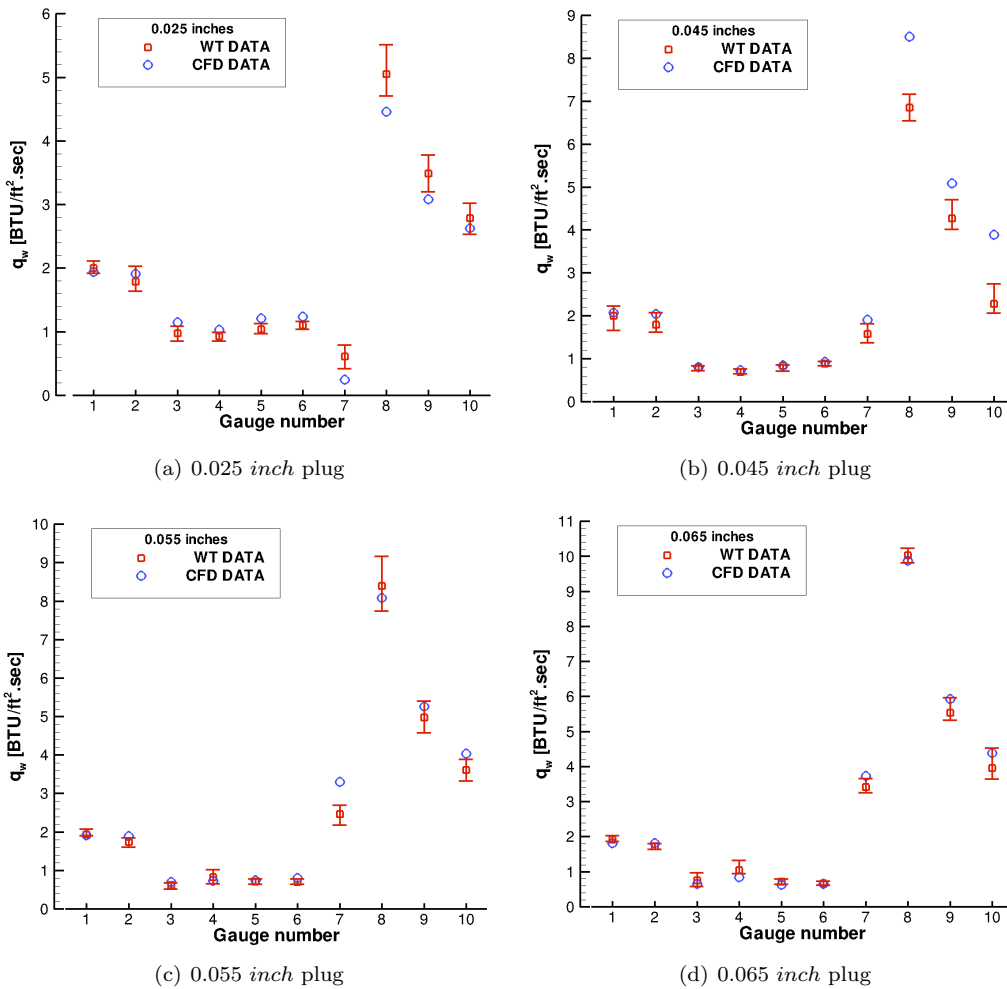 6
5
4
3
2
1
0
q_w [BTU/ft².sec]
0.025 inches
WT DATA
CFD DATA
1 2 3 4 5 6 7 8 9 10
Gauge number
(a) 0.025 inch plug
9
8
7
6
5
4
3
2
1
0
q_w [BTU/ft².sec]
0.045 inches
WT DATA
CFD DATA
1 2 3 4 5 6 7 8 9 10
Gauge number
(b) 0.045 inch plug
10
9
8
7
6
5
4
3
2
1
0
q_w [BTU/ft².sec]
0.055 inches
WT DATA
CFD DATA
1 2 3 4 5 6 7 8 9 10
Gauge number
(c) 0.055 inch plug
11
10
9
8
7
6
5
4
3
2
1
0
q_w [BTU/ft².sec]
0.065 inches
WT DATA
CFD DATA
1 2 3 4 5 6 7 8 9 10
Gauge number
(d) 0.065 inch plug